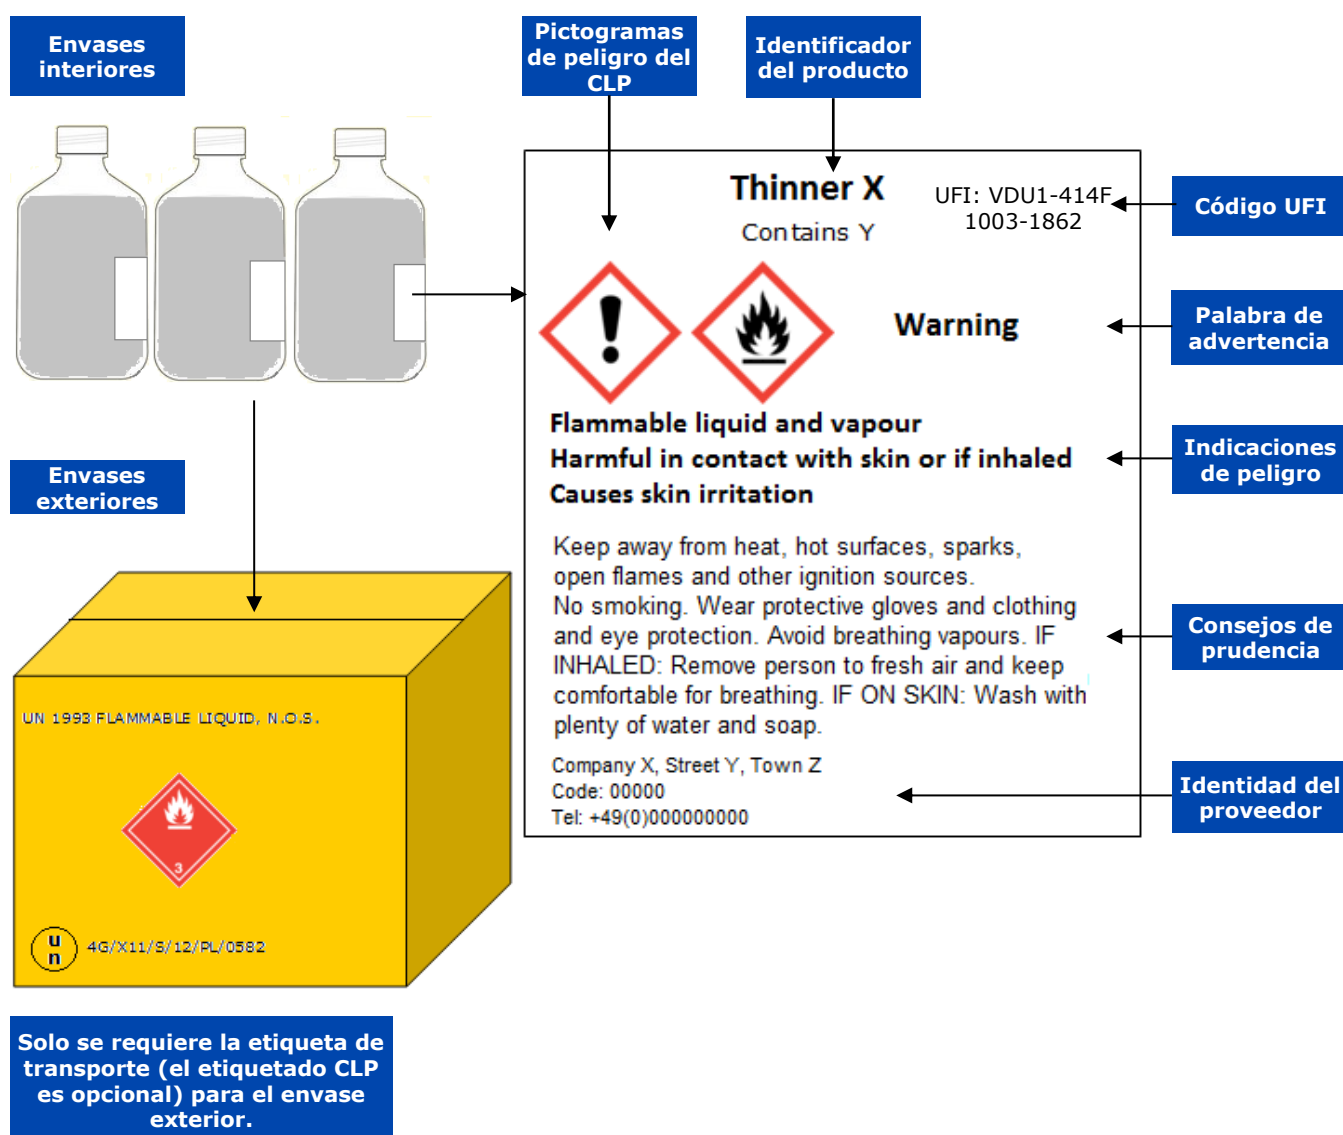 Envases
interiores
Pictogramas
de peligro del
CLP
Identificador
del producto
Thinner X
Contains Y
UFI: VDU1-414F
1003-1862
Código UFI
Warning
Palabra de
advertencia
Flammable liquid and vapour
Harmful in contact with skin or if inhaled
Causes skin irritation
Indicaciones
de peligro
Envases
exteriores
Keep away from heat, hot surfaces, sparks,
open flames and other ignition sources.
No smoking. Wear protective gloves and clothing
and eye protection. Avoid breathing vapours. IF
INHALED: Remove person to fresh air and keep
comfortable for breathing. IF ON SKIN: Wash with
plenty of water and soap.
Consejos de
prudencia
Company X, Street Y, Town Z
Code: 00000
Tel: +49(0)000000000
Identidad del
proveedor
UN 1993 FLAMMABLE LIQUID, N.O.S.
3
u
n
4G/X11/S/12/PL/0582
Solo se requiere la etiqueta de
transporte (el etiquetado CLP
es opcional) para el envase
exterior.